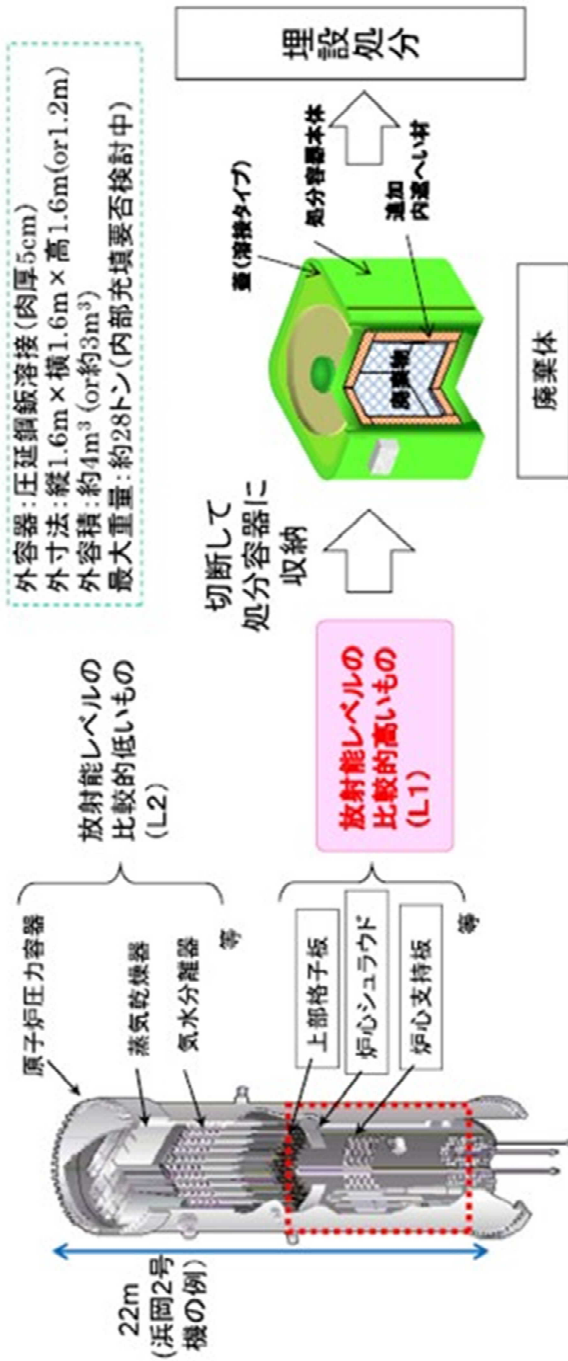 原子炉圧力容器
蒸気乾燥器
気水分離器
等
22m
(浜岡2号
機の例)
放射能レベルの
比較的低いもの
(L2)
上部格子板
炉心シュラウド
炉心支持板
等
放射能レベルの
比較的高いもの
(L1)
切断して
処分容器に
収納
外容器:圧延鋼鈑溶接(肉厚5cm)
外寸法:縦1.6m×横1.6m×高1.6m(or1.2m)
外容積:約4m³ (or約3m³)
最大重量:約28トン(内部充填要否検討中)
蓋(溶接タイプ)
処分容器本体
追加
内遮へい材
廃棄物
廃棄体
埋設処分